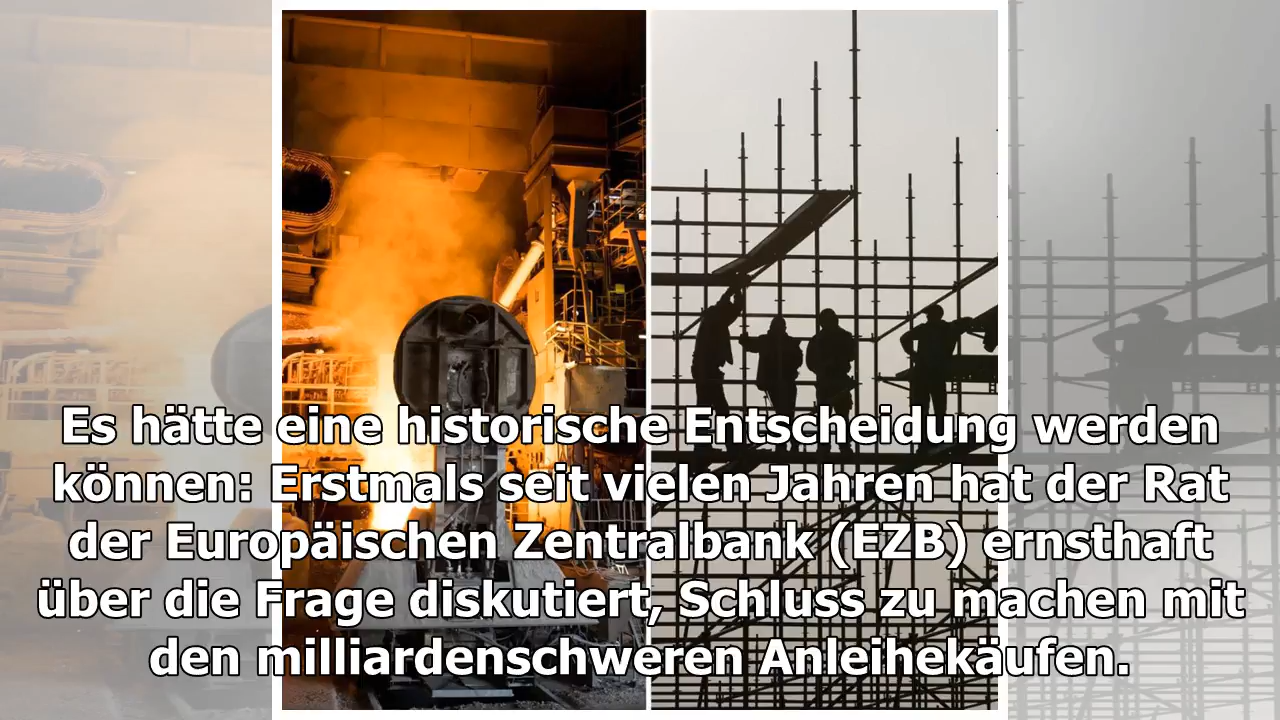 Es hätte eine historische Entscheidung werden
können: Erstmals seit vielen Jahren hat der Rat
der Europäischen Zentralbank (EZB) ernsthaft
über die Frage diskutiert, Schluss zu machen mit
den milliardenschweren Anleihekäufen.